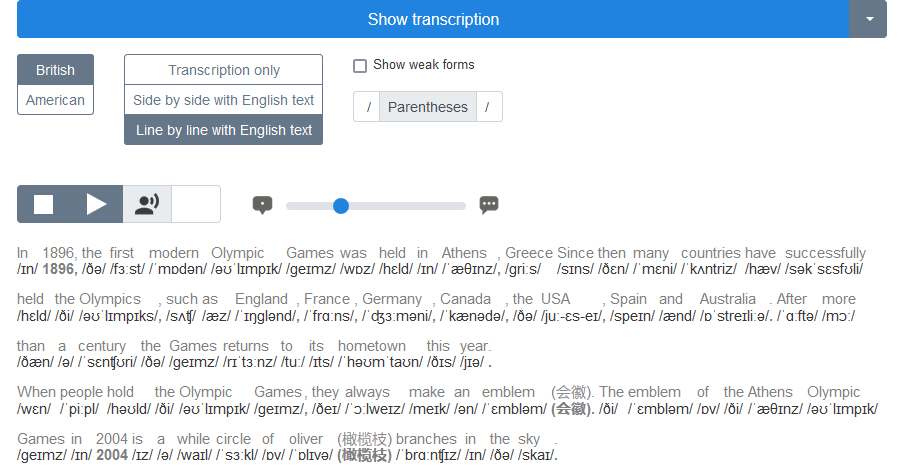 Show transcription
British
American
Transcription only
Side by side with English text
Line by line with English text
Show weak forms
/ Parentheses /
In 1896, the first modern Olympic Games was held in Athens , Greece Since then many countries have successfully
/ɪn/ 1896, /ðə/ /fɜːst/ /ˈmɒdən/ /əʊˈlɪmpɪk/ /geɪmz/ /wɒz/ /hɛld/ /ɪn/ /ˈæθɪnz/, /griːs/ /sɪns/ /ðɛn/ /ˈmɛni/ /ˈkʌntriz/ /hæv/ /səkˈsɛsfʊli/
held the Olympics , such as England , France , Germany , Canada , the USA , Spain and Australia . After more
/hɛld/ /ði/ /əʊˈlɪmpɪks/, /sʌʧ/ /æz/ /ˈɪŋglənd/, /ˈfrɑːns/, /ˈʤɜːməni/, /ˈkænədə/, /ðə/ /juː-ɛs-eɪ/, /speɪn/ /ænd/ /ɒˈstreɪliːə/. /ˈɑːftə/ /mɔː/
than a century the Games returns to its hometown this year.
/ðæn/ /ə/ /ˈsɛnʧʊri/ /ðə/ /geɪmz/ /rɪˈtɜːnz/ /tuː/ /ɪts/ /ˈhəʊmˈtaʊn/ /ðɪs/ /jɪə/ .
When people hold the Olympic Games, they always make an emblem (会徽). The emblem of the Athens Olympic
/wɛn/ /ˈpiːpl/ /həʊld/ /ði/ /əʊˈlɪmpɪk/ /geɪmz/, /ðeɪ/ /ˈɔːlweɪz/ /meɪk/ /ən/ /ˈɛmbləm/ (会徽). /ði/ /ˈɛmbləm/ /ɒv/ /ði/ /ˈæθɪnz/ /əʊˈlɪmpɪk/
Games in 2004 is a while circle of oliver (橄榄枝) branches in the sky .
/geɪmz/ /ɪn/ 2004 /ɪz/ /ə/ /waɪl/ /ˈsɜːkl/ /ɒv/ /ˈɒlɪvə/ (橄榄枝) /ˈbrɑːnʧɪz/ /ɪn/ /ðə/ /skaɪ/.